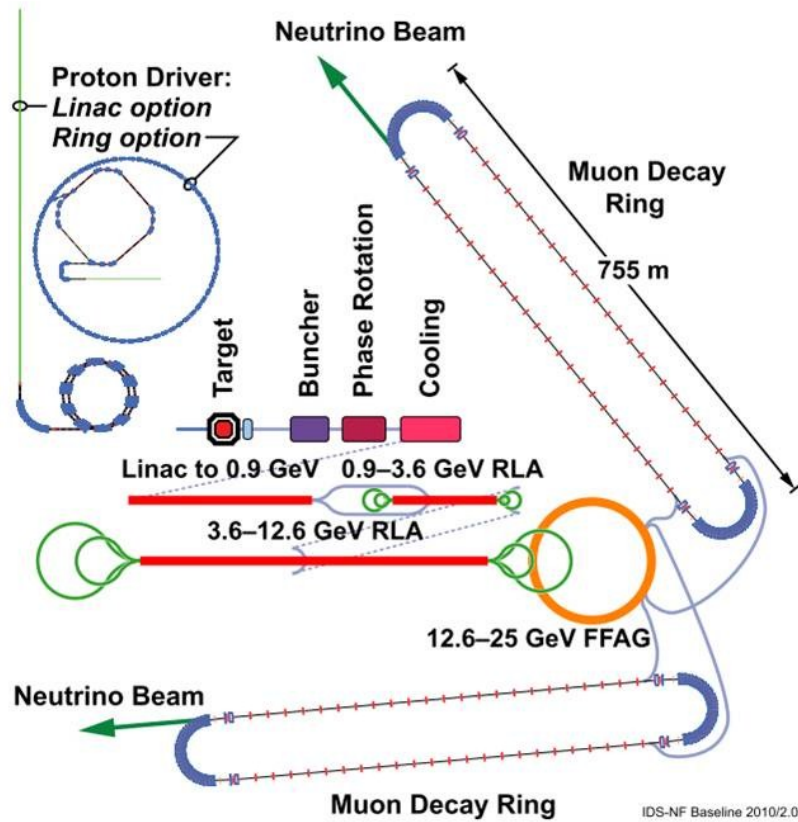 Neutrino Beam
Proton Driver:
Linac option
Ring option
Muon Decay
Ring
755 m
Target
Buncher
Phase Rotation
Cooling
Linac to 0.9 GeV
0.9–3.6 GeV RLA
3.6–12.6 GeV RLA
12.6–25 GeV FFAG
Neutrino Beam
Muon Decay Ring
IDS-NF Baseline 2010/2.0